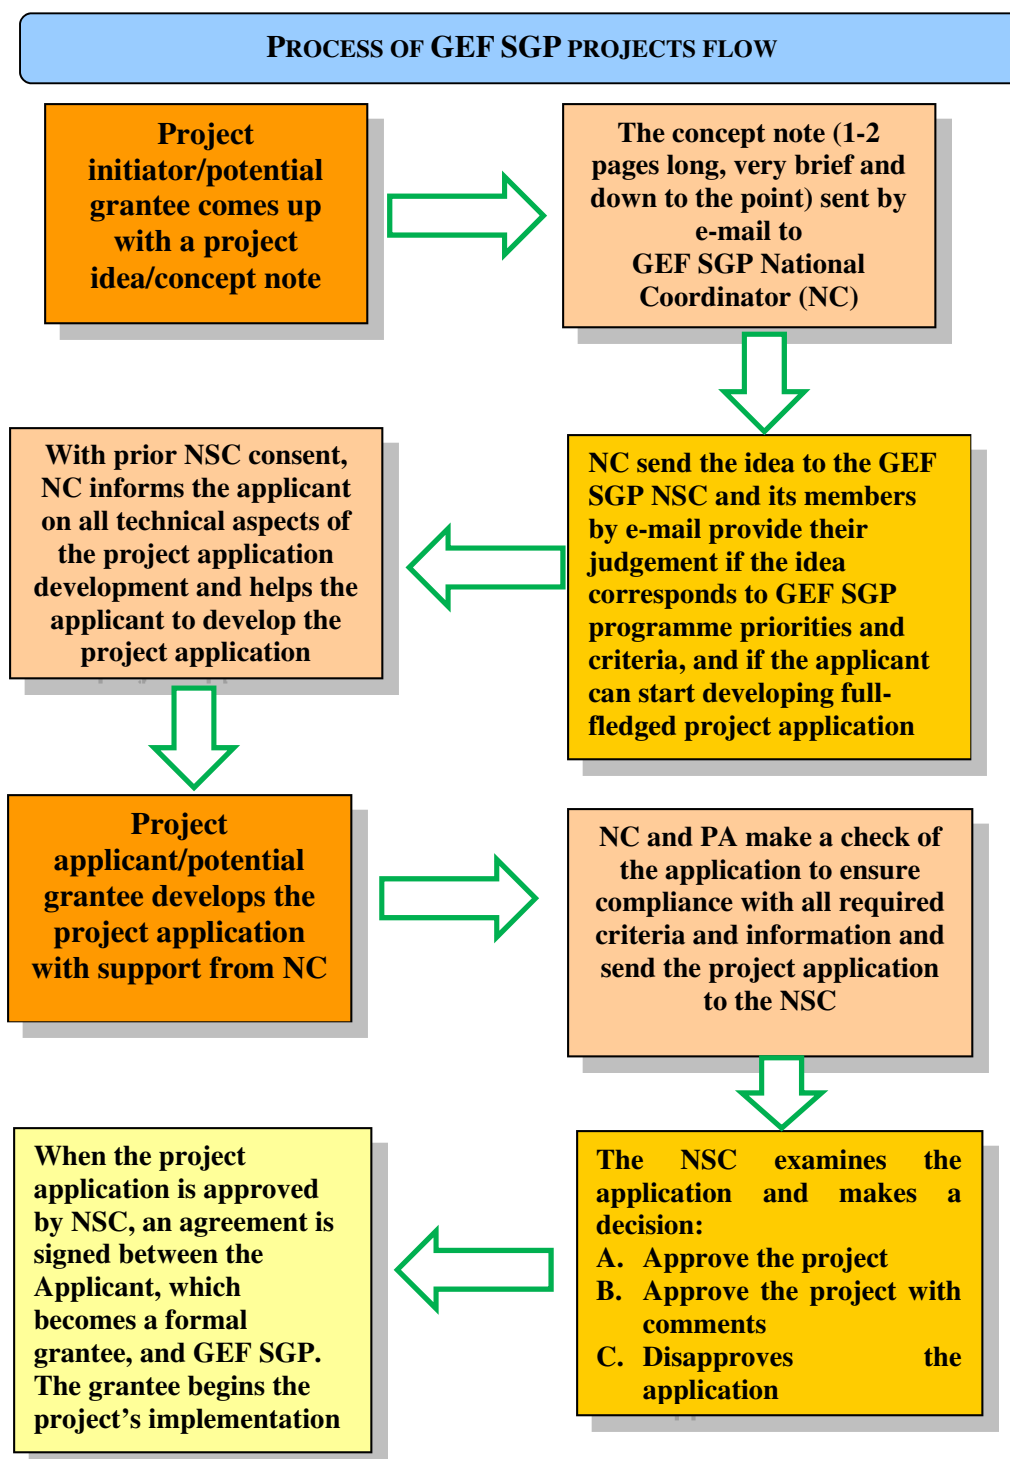 PROCESS OF GEF SGP PROJECTS FLOW
Project
initiator/potential
grantee comes up
with a project
idea/concept note
The concept note (1-2
pages long, very brief and
down to the point) sent by
e-mail to
GEF SGP National
Coordinator (NC)
NC send the idea to the GEF
SGP NSC and its members
by e-mail provide their
judgement if the idea
corresponds to GEF SGP
programme priorities and
criteria, and if the applicant
can start developing full-
fledged project application
With prior NSC consent,
NC informs the applicant
on all technical aspects of
the project application
development and helps the
applicant to develop the
project application
Project
applicant/potential
grantee develops the
project application
with support from NC
NC and PA make a check of
the application to ensure
compliance with all required
criteria and information and
send the project application
to the NSC
The NSC examines the
application and makes a
decision:
A. Approve the project
B. Approve the project with
comments
C. Disapproves the
application
When the project
application is approved
by NSC, an agreement is
signed between the
Applicant, which
becomes a formal
grantee, and GEF SGP.
The grantee begins the
project’s implementation